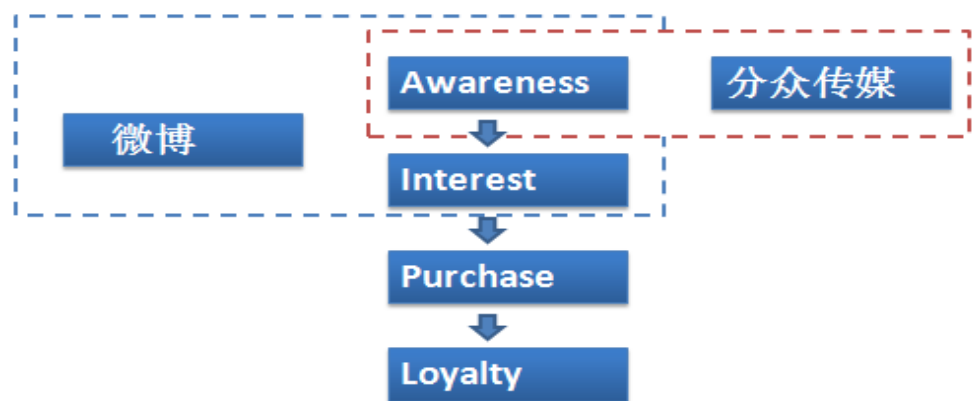 Awareness
分众传媒
微博
Interest
Purchase
Loyalty